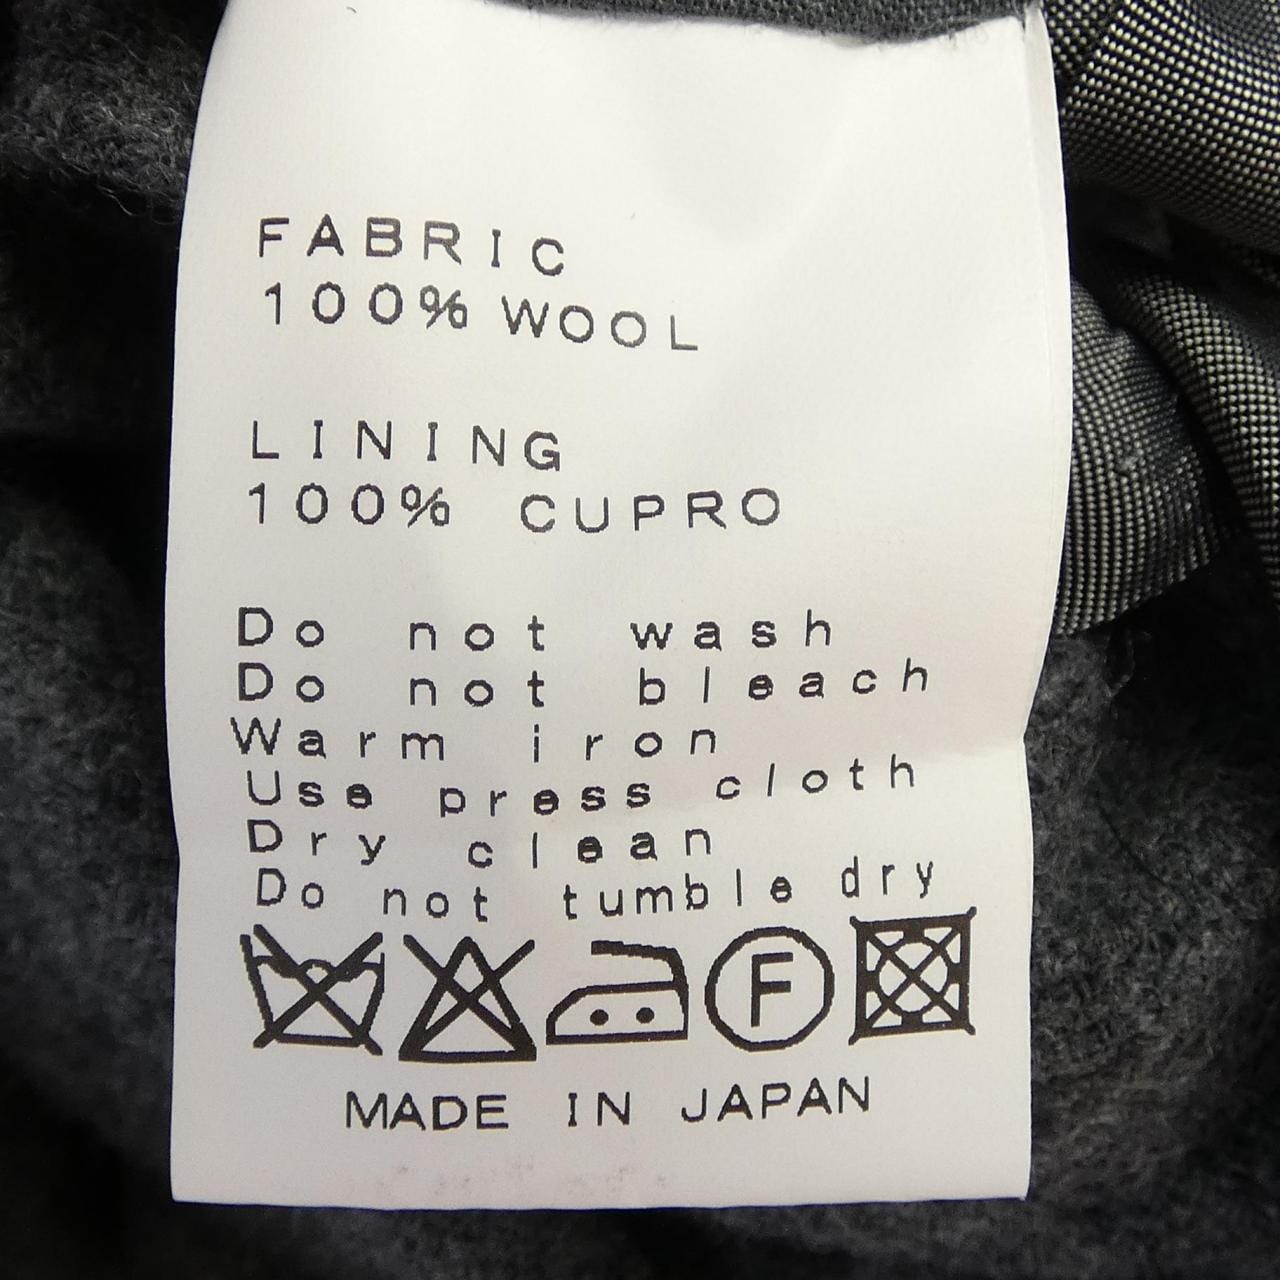 FABRIC
100% WOOL
LINING
100% CUPRO
Do not wash
Do not bleach
Warm iron
Use press cloth
Dry clean
Do not tumble dry
F
MADE IN JAPAN